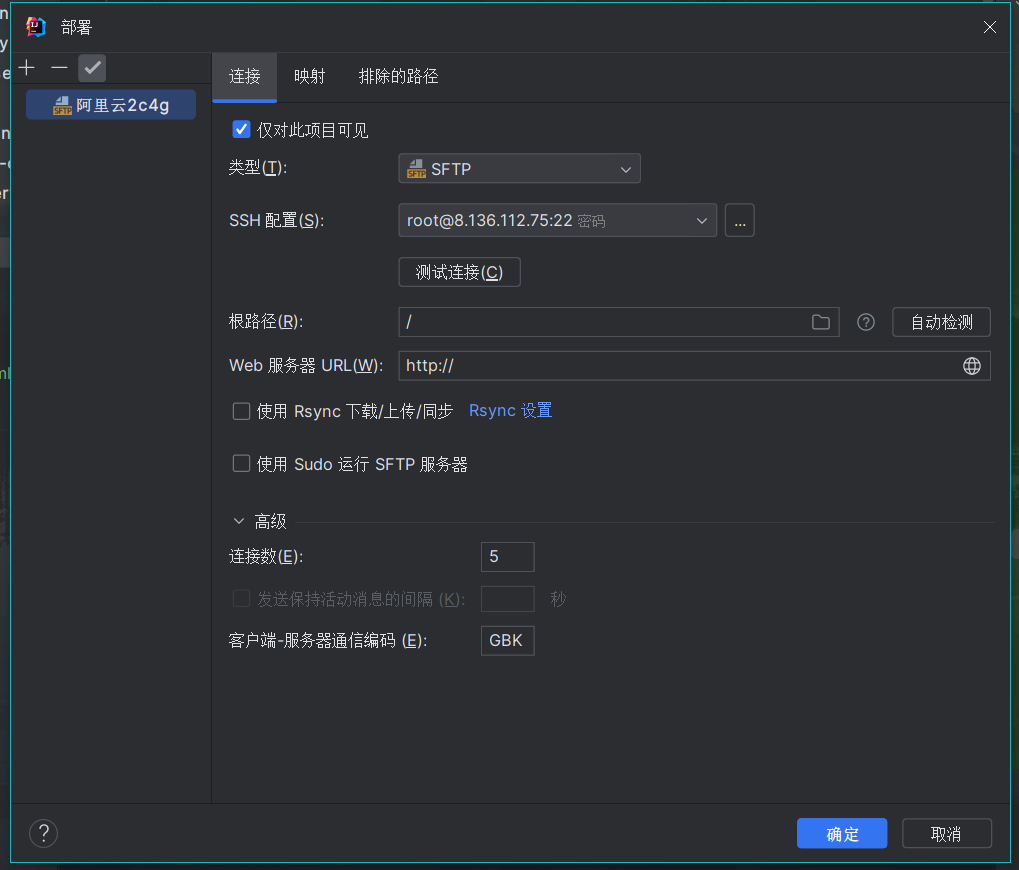 部署
阿里云2c4g
连接 映射 排除的路径
仅对此项目可见
类型(T): SFTP
SSH 配置(S): root@8.136.112.75:22 密码 ...
测试连接(C)
根路径(R): / 自动检测
Web 服务器 URL(W): http://
使用 Rsync 下载/上传/同步 Rsync 设置
使用 Sudo 运行 SFTP 服务器
高级
连接数(E): 5
发送保持活动消息的间隔 (K): 秒
客户端-服务器通信编码 (E): GBK
? 确定 取消